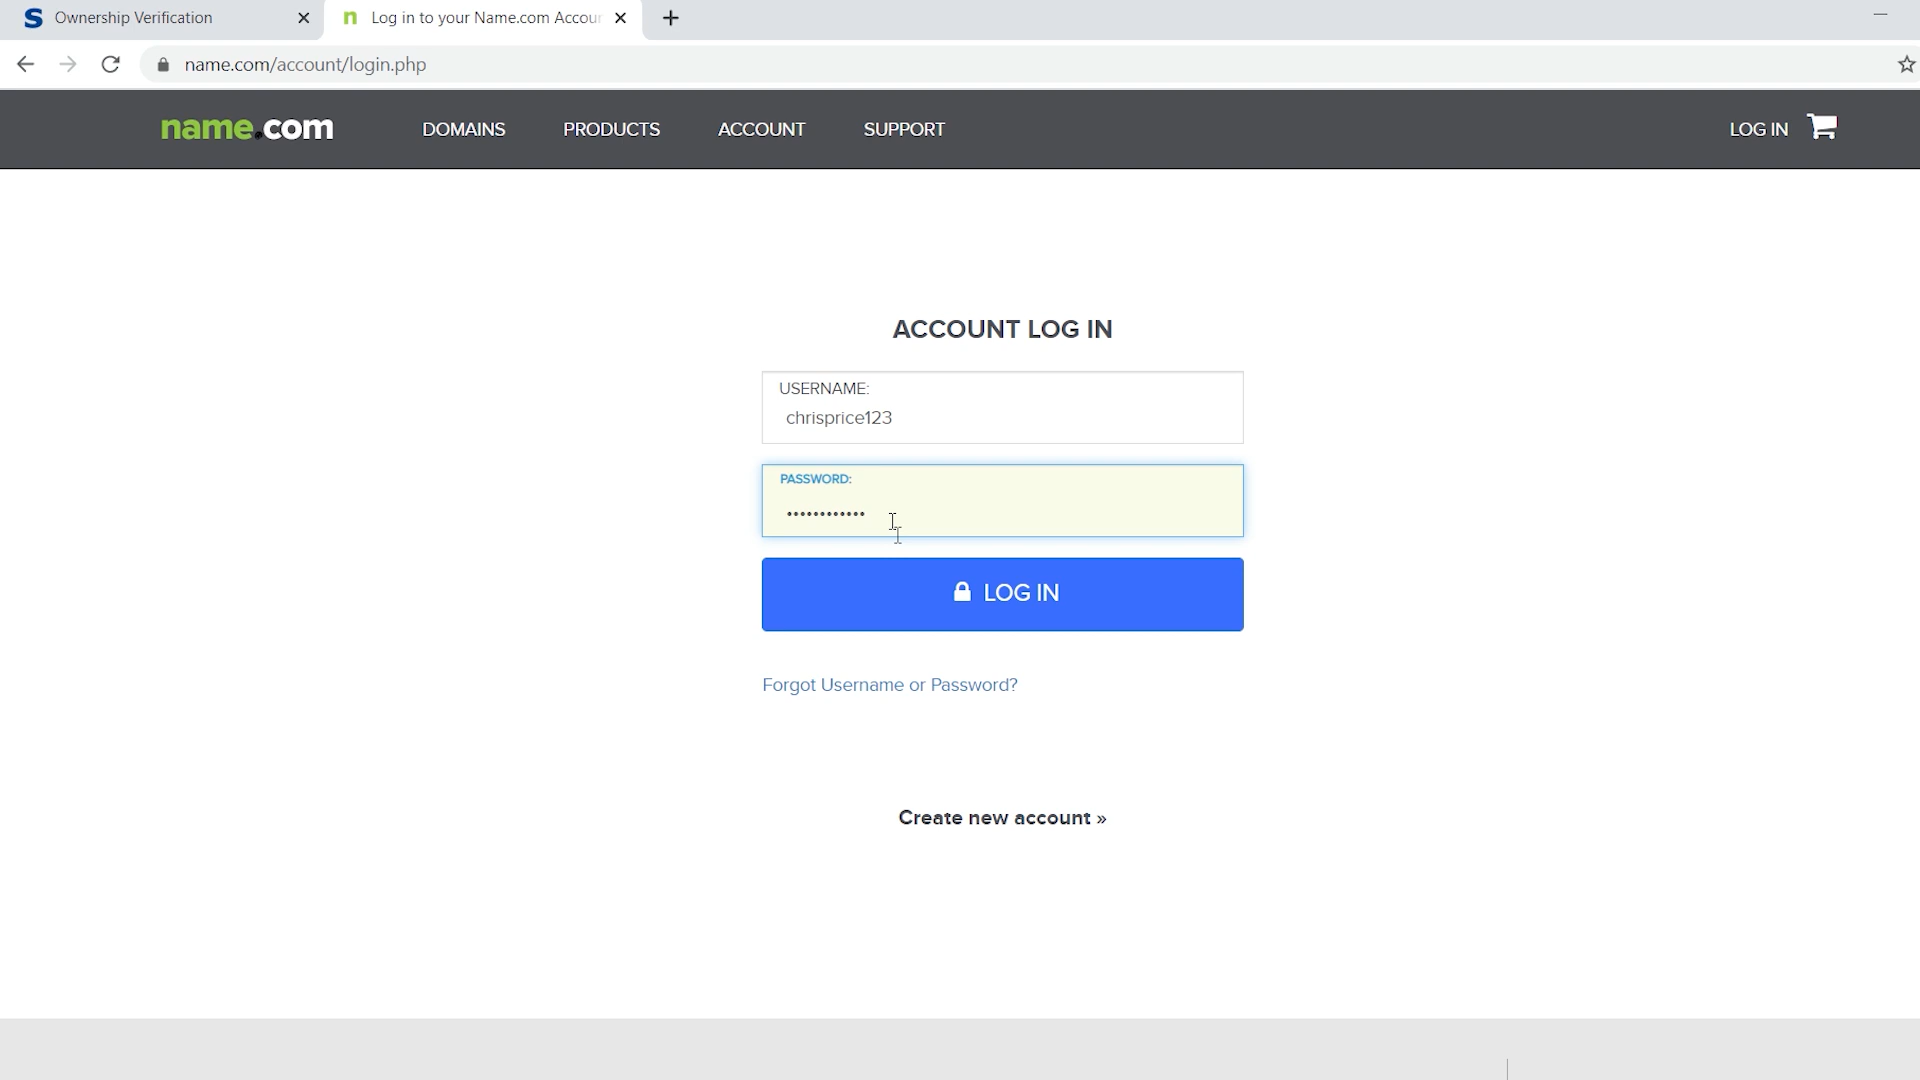 Ownership Verification
Log in to your Name.com Accour
name.com/account/login.php
name.com
DOMAINS
PRODUCTS
ACCOUNT
SUPPORT
LOG IN
ACCOUNT LOG IN
USERNAME:
chrisprice123
PASSWORD:
••••••••••••
LOG IN
Forgot Username or Password?
Create new account »